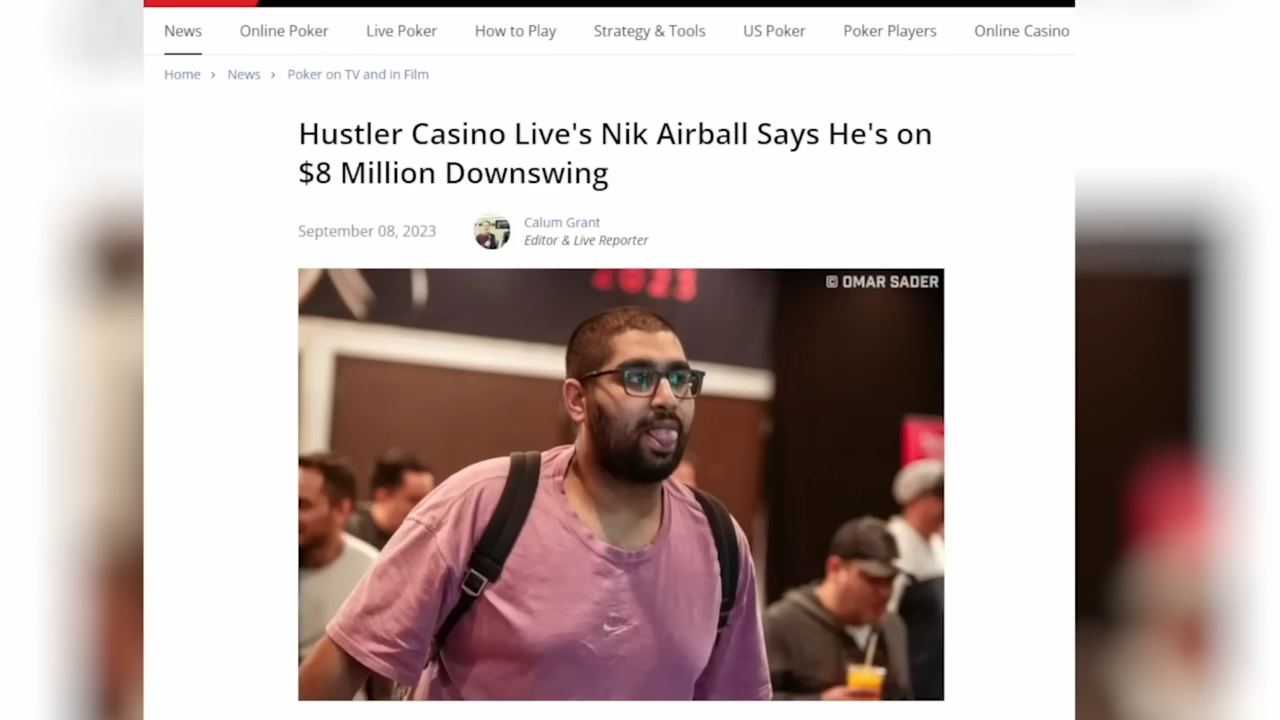 News Online Poker Live Poker How to Play Strategy & Tools US Poker Poker Players Online Casino
Home > News > Poker on TV and in Film
Hustler Casino Live's Nik Airball Says He's on
$8 Million Downswing
September 08, 2023
Calum Grant
Editor & Live Reporter
© OMAR SADER
2023